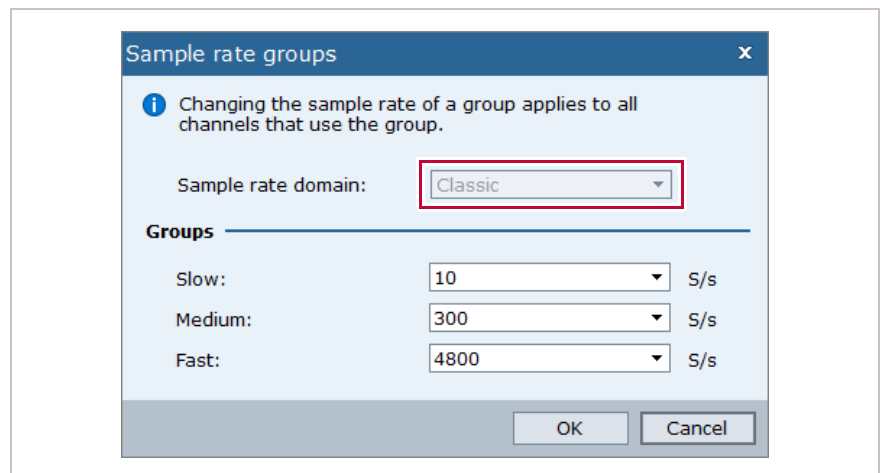 Sample rate groups x
i Changing the sample rate of a group applies to all
channels that use the group.
Sample rate domain: Classic
Groups
Slow: 10 S/s
Medium: 300 S/s
Fast: 4800 S/s
OK Cancel